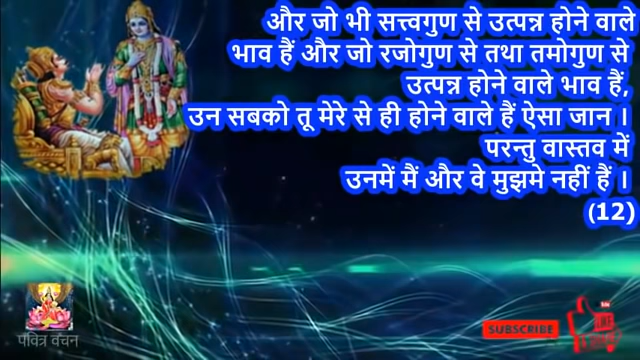 और जो भी सत्त्वगुण से उत्पन्न होने वाले
भाव हैं और जो रजोगुण से तथा तमोगुण से
उत्पन्न होने वाले भाव हैं,
उन सबको तू मेरे से ही होने वाले हैं ऐसा जान ।
परन्तु वास्तव में
उनमें मैं और वे मुझमे नहीं हैं ।
(12)
पवित्र वचन
SUBSCRIBE